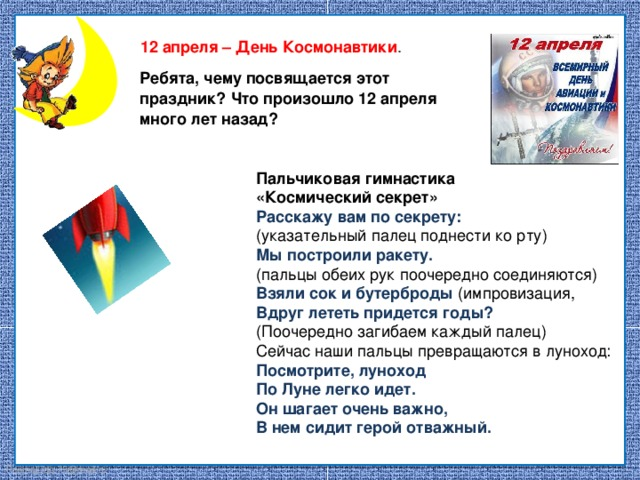 12 апреля – День Космонавтики.
Ребята, чему посвящается этот
праздник? Что произошло 12 апреля
много лет назад?
12 апреля
ВСЕМИРНЫЙ
ДЕНЬ
АВИАЦИИ и
КОСМОНАВТИКИ
Поздравляем!
Пальчиковая гимнастика
«Космический секрет»
Расскажу вам по секрету:
(указательный палец поднести ко рту)
Мы построили ракету.
(пальцы обеих рук поочередно соединяются)
Взяли сок и бутерброды (импровизация,
Вдруг лететь придется годы?
(Поочередно загибаем каждый палец)
Сейчас наши пальцы превращаются в луноход:
Посмотрите, луноход
По Луне легко идет.
Он шагает очень важно,
В нем сидит герой отважный.